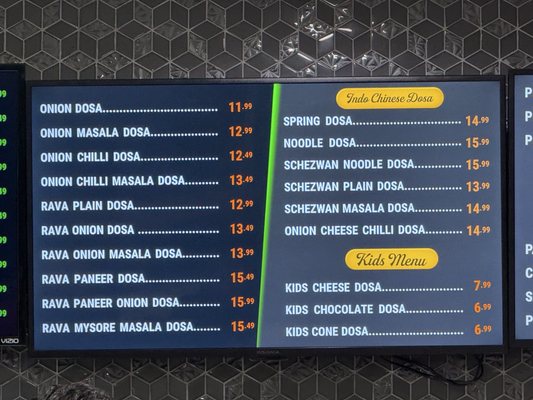 ONION DOSA................................ 11.99
ONION MASALA DOSA................... 12.99
ONION CHILLI DOSA...................... 12.49
ONION CHILLI MASALA DOSA......... 13.49
RAVA PLAIN DOSA........................ 12.99
RAVA ONION DOSA ...................... 13.49
RAVA ONION MASALA DOSA.......... 13.99
RAVA PANEER DOSA..................... 15.49
RAVA PANEER ONION DOSA........... 15.99
RAVA MYSORE MASALA DOSA....... 15.49
Indo Chinese Dosa
SPRING DOSA............................... 14.99
NOODLE DOSA.............................. 15.99
SCHEZWAN NOODLE DOSA............. 15.99
SCHEZWAN PLAIN DOSA................ 13.99
SCHEZWAN MASALA DOSA............. 14.99
ONION CHEESE CHILLI DOSA.......... 14.99
Kids Menu
KIDS CHEESE DOSA...................... 7.99
KIDS CHOCOLATE DOSA............... 6.99
KIDS CONE DOSA......................... 6.99
VIZIO